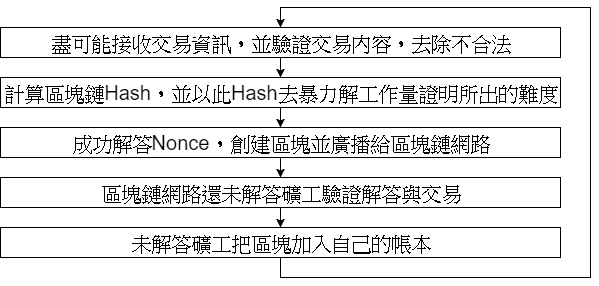 盡可能接收交易資訊，並驗證交易內容，去除不合法
計算區塊鏈Hash，並以此Hash去暴力解工作量證明所出的難度
成功解答Nonce，創建區塊並廣播給區塊鏈網路
區塊鏈網路還未解答礦工驗證解答與交易
未解答礦工把區塊加入自己的帳本